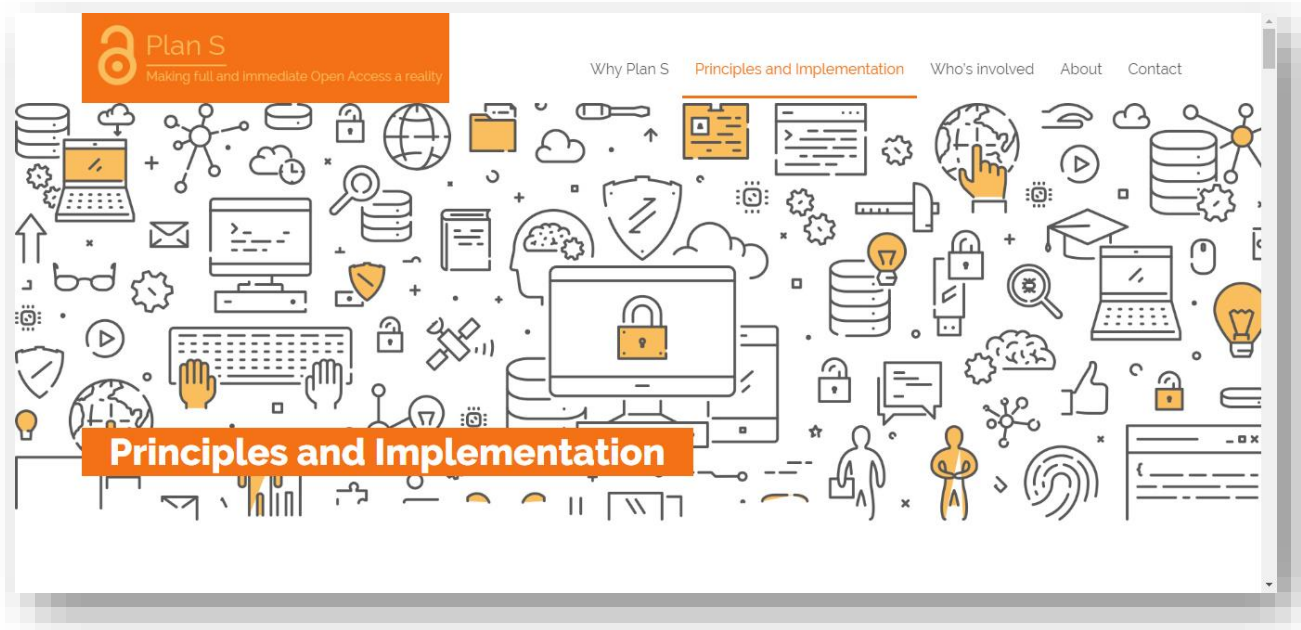 Plan S
Making full and Immediate Open Access a reality
Why Plan S Principles and Implementation Who's involved About Contact
Principles and Implementation